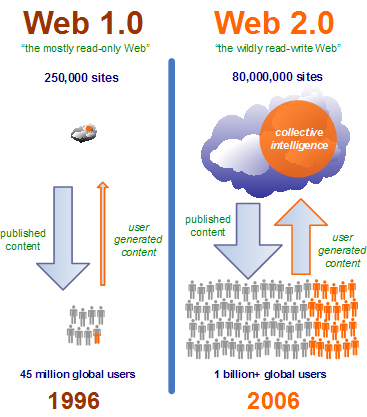 Web 1.0
"the mostly read-only Web"
250,000 sites
published
content
user
generated
content
45 million global users
1996
Web 2.0
"the wildly read-write Web"
80,000,000 sites
collective
intelligence
published
content
user
generated
content
1 billion+ global users
2006